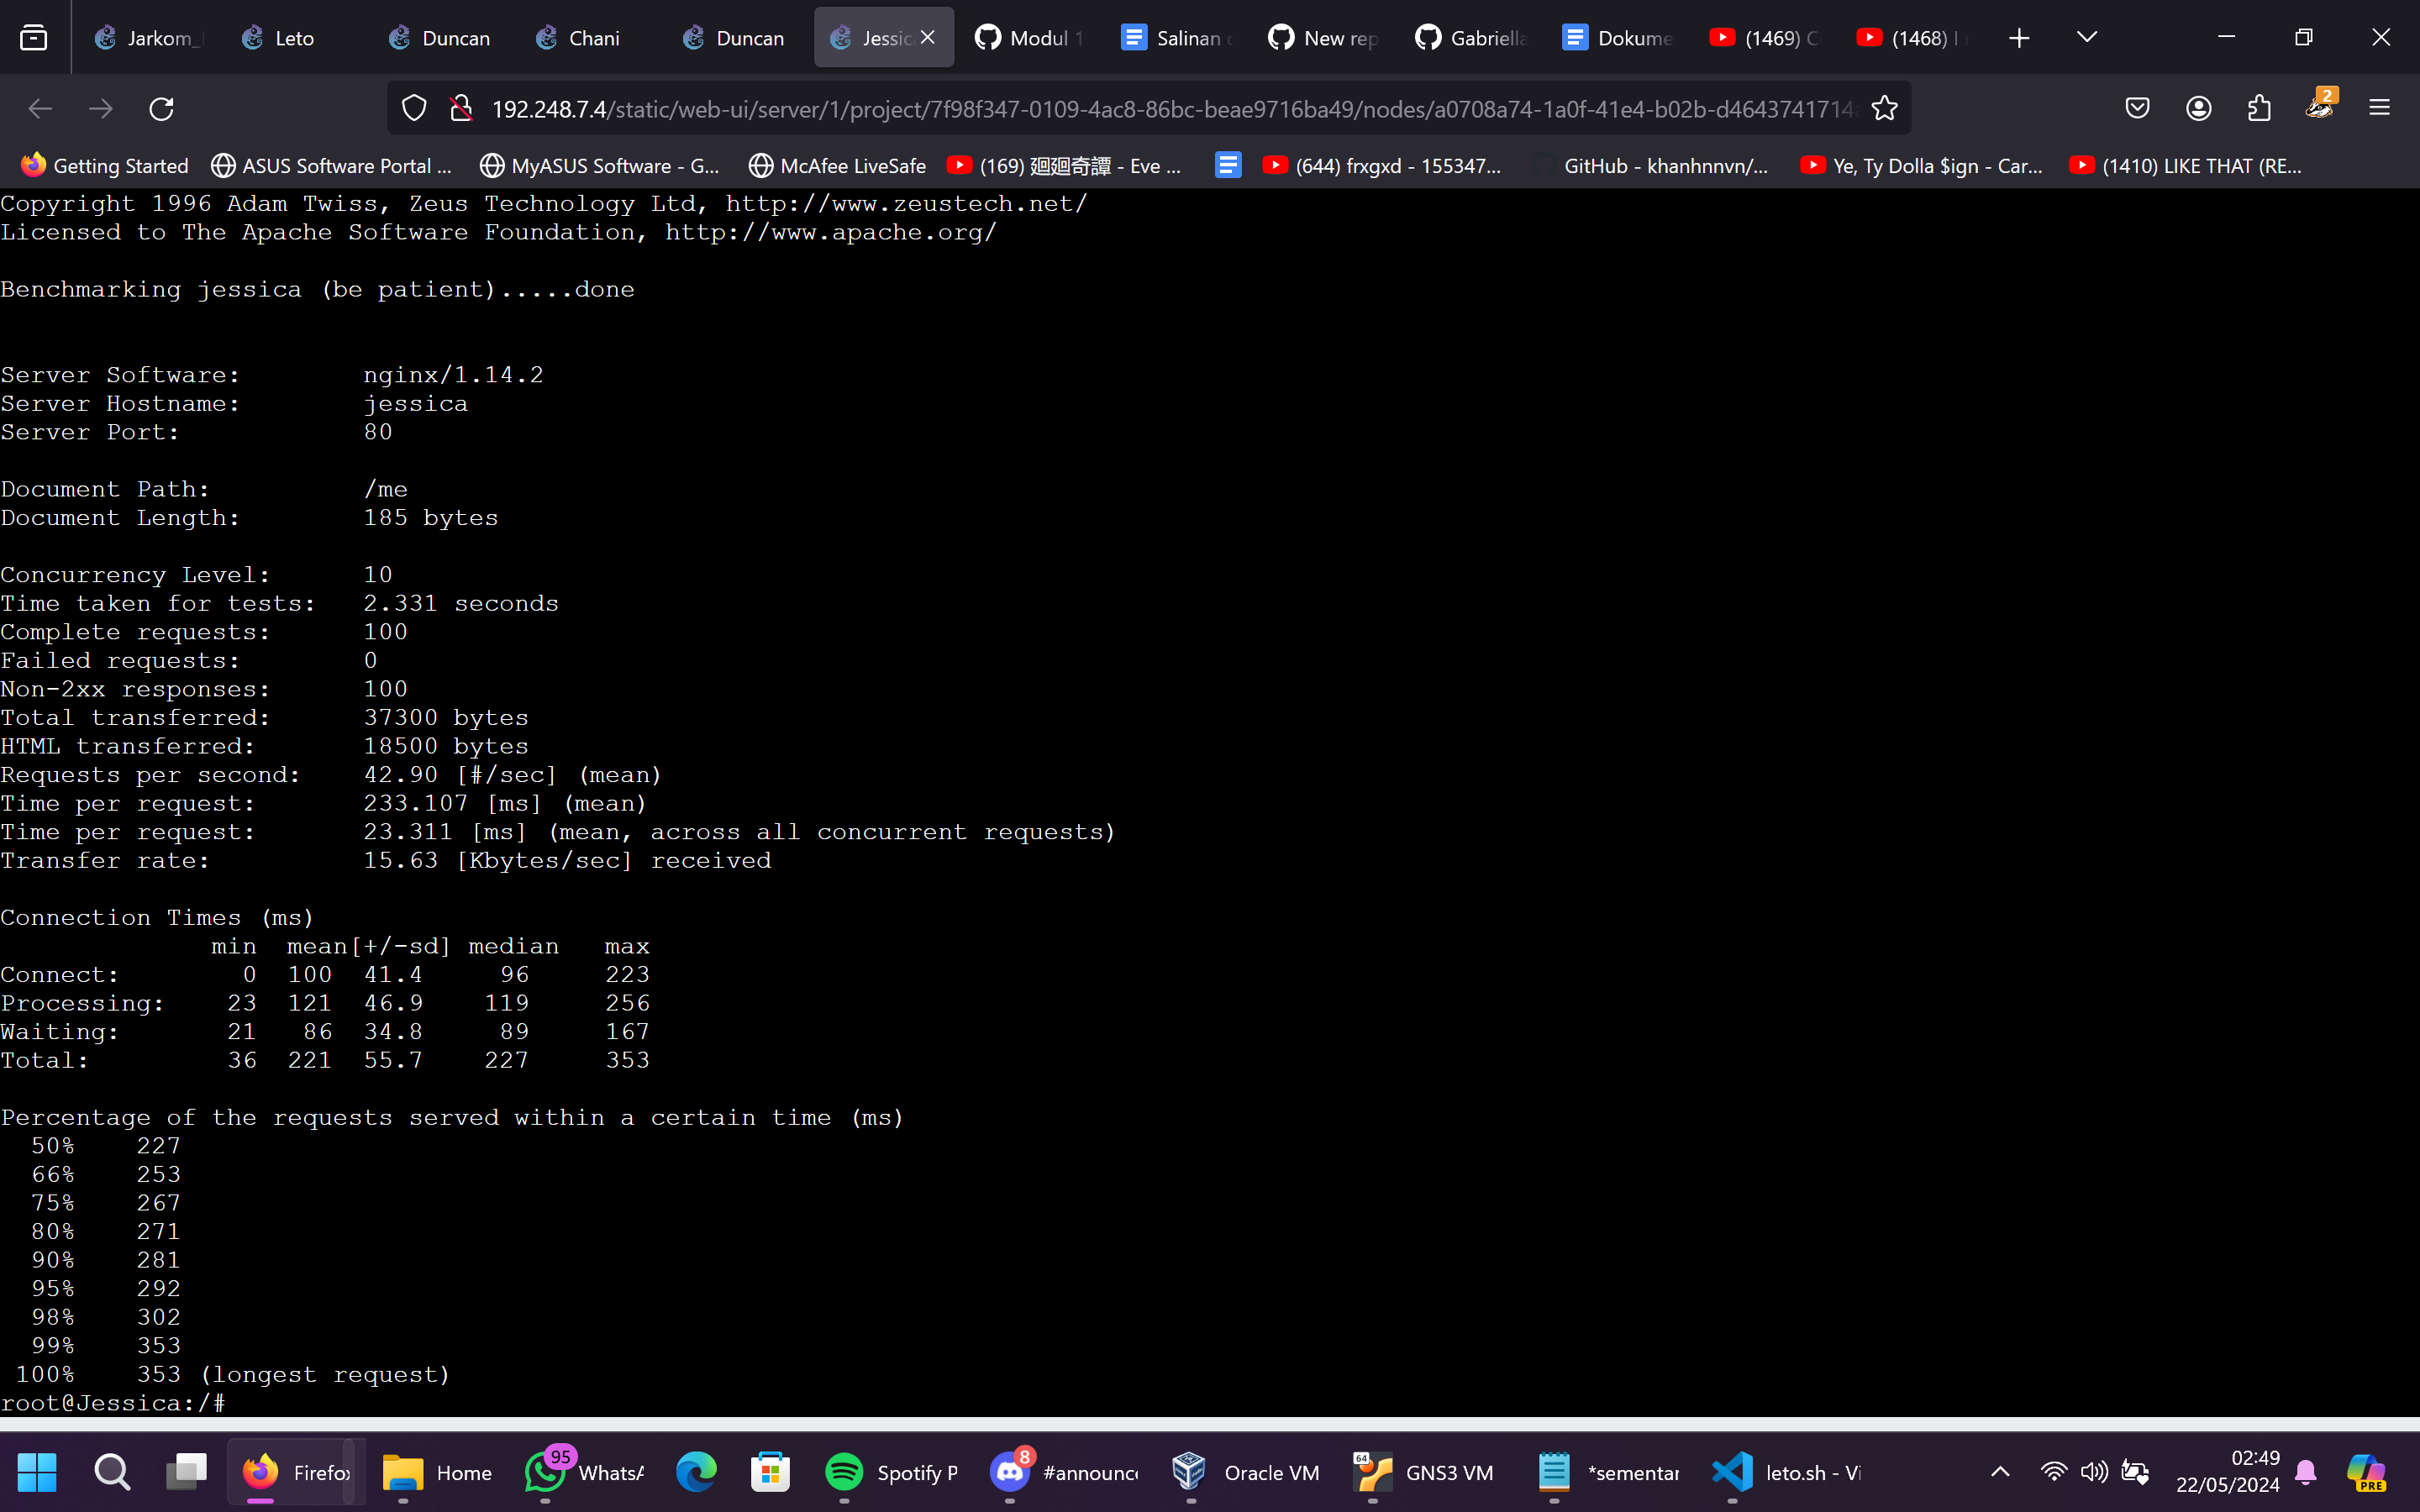 Jarkom_
Leto
Duncan
Chani
Duncan
Jessic
Modul 1
Salinan
New rep
Gabriella
Dokume
(1469) C
(1468) I
192.248.7.4/static/web-ui/server/1/project/7f98f347-0109-4ac8-86bc-beae9716ba49/nodes/a0708a74-1a0f-41e4-b02b-d4643741714
2
Getting Started
ASUS Software Portal ...
MyASUS Software - G...
McAfee LiveSafe
(169) 廻廻奇譚 - Eve ...
(644) frxgxd - 155347...
GitHub - khanhnnvn/...
Ye, Ty Dolla $ign - Car...
(1410) LIKE THAT (RE...
Copyright 1996 Adam Twiss, Zeus Technology Ltd, http://www.zeustech.net/
Licensed to The Apache Software Foundation, http://www.apache.org/
Benchmarking jessica (be patient).....done
Server Software: nginx/1.14.2
Server Hostname: jessica
Server Port: 80
Document Path: /me
Document Length: 185 bytes
Concurrency Level: 10
Time taken for tests: 2.331 seconds
Complete requests: 100
Failed requests: 0
Non-2xx responses: 100
Total transferred: 37300 bytes
HTML transferred: 18500 bytes
Requests per second: 42.90 [#/sec] (mean)
Time per request: 233.107 [ms] (mean)
Time per request: 23.311 [ms] (mean, across all concurrent requests)
Transfer rate: 15.63 [Kbytes/sec] received
Connection Times (ms)
min mean[+/-sd] median max
Connect: 0 100 41.4 96 223
Processing: 23 121 46.9 119 256
Waiting: 21 86 34.8 89 167
Total: 36 221 55.7 227 353
Percentage of the requests served within a certain time (ms)
50% 227
66% 253
75% 267
80% 271
90% 281
95% 292
98% 302
99% 353
100% 353 (longest request)
root@Jessica:/#
Firefox
Home
95
WhatsA
Spotify P
8
#announce
Oracle VM
64
GNS3 VM
*sementar
leto.sh - Vi
02:49
22/05/2024
PRE